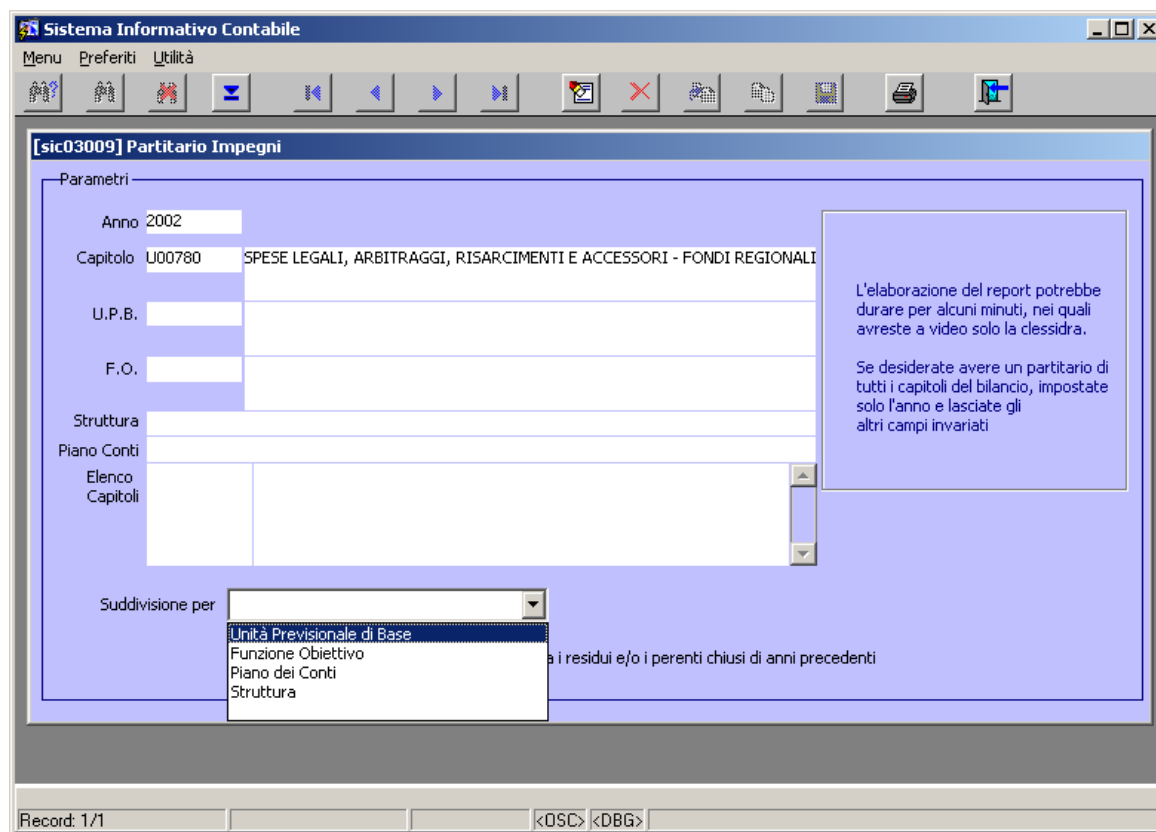 Sistema Informativo Contabile
Menu Preferiti Utilità
[sic03009] Partitario Impegni
Parametri
Anno 2002
Capitolo U00780 SPESE LEGALI, ARBITRAGGI, RISARCIMENTI E ACCESSORI - FONDI REGIONALI
U.P.B.
F.O.
Struttura
Piano Conti
Elenco
Capitoli
L'elaborazione del report potrebbe
durare per alcuni minuti, nei quali
avreste a video solo la clessidra.
Se desiderate avere un partitario di
tutti i capitoli del bilancio, impostate
solo l'anno e lasciate gli
altri campi invariati
Suddivisione per
Unità Previsionale di Base
Funzione Obiettivo
Piano dei Conti
Struttura
i residui e/o i perenti chiusi di anni precedenti
Record: 1/1 <OSC> <DBG>